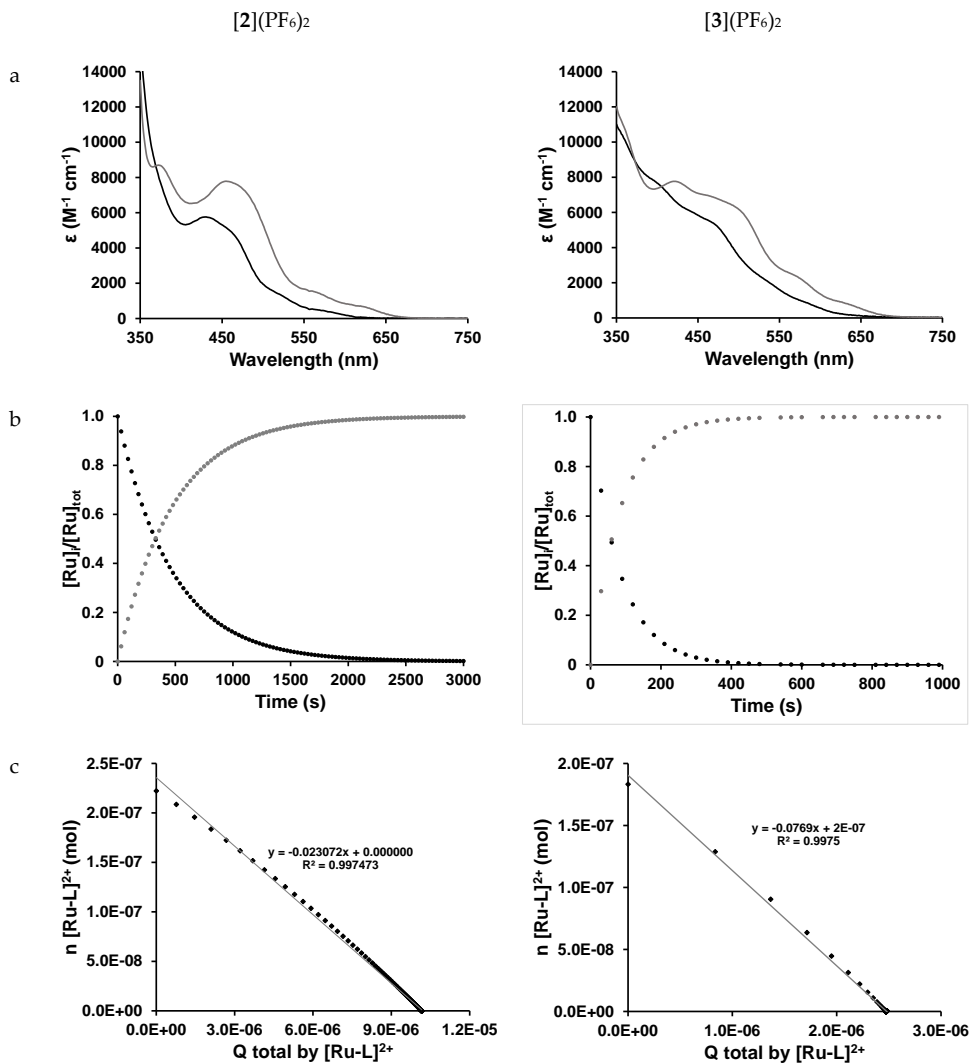 [2](PF₆)₂ [3](PF₆)₂
a
14000
12000
10000
8000
6000
4000
2000
0
ε (M⁻¹ cm⁻¹)
350 450 550 650 750
Wavelength (nm)
14000
12000
10000
8000
6000
4000
2000
0
ε (M⁻¹ cm⁻¹)
350 450 550 650 750
Wavelength (nm)
b
1.0
0.8
0.6
0.4
0.2
0
[Ru]ᵢ/[Ru]tot
0 500 1000 1500 2000 2500 3000
Time (s)
1.0
0.8
0.6
0.4
0.2
0
[Ru]ᵢ/[Ru]tot
0 200 400 600 800 1000
Time (s)
c
2.5E-07
2.0E-07
1.5E-07
1.0E-07
5.0E-08
0.0E+00
n [Ru-L]²⁺ (mol)
y = -0.023072x + 0.000000
R² = 0.997473
0.0E+00 3.0E-06 6.0E-06 9.0E-06 1.2E-05
Q total by [Ru-L]²⁺
2.0E-07
1.5E-07
1.0E-07
5.0E-08
0.0E+00
n [Ru-L]²⁺ (mol)
y = -0.0769x + 2E-07
R² = 0.9975
0.0E+00 1.0E-06 2.0E-06 3.0E-06
Q total by [Ru-L]²⁺